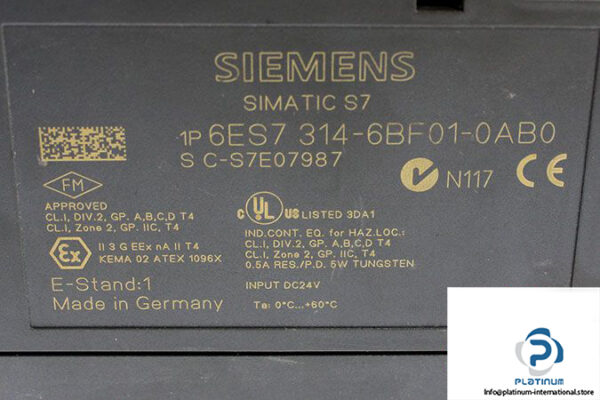 SIEMENS
SIMATIC S7
1P 6ES7 314-6BF01-0AB0
S C-S7E07987
N117 CE
FM
APPROVED
CL.I, DIV.2, GP. A,B,C,D T4
CL.I, Zone 2, GP. IIC, T4
Ex
II 3 G EEx nA II T4
KEMA 02 ATEX 1096X
E-Stand:1
Made in Germany
C UL US LISTED 3DA1
IND.CONT. EQ. for HAZ.LOC.:
CL.I, DIV.2, GP. A,B,C,D T4
CL.I, Zone 2, GP. IIC, T4
0.5A RES./P.D. 5W TUNGSTEN
INPUT DC24V
Ta: 0°C...+60°C
PLATINUM
https://platinum-international.store